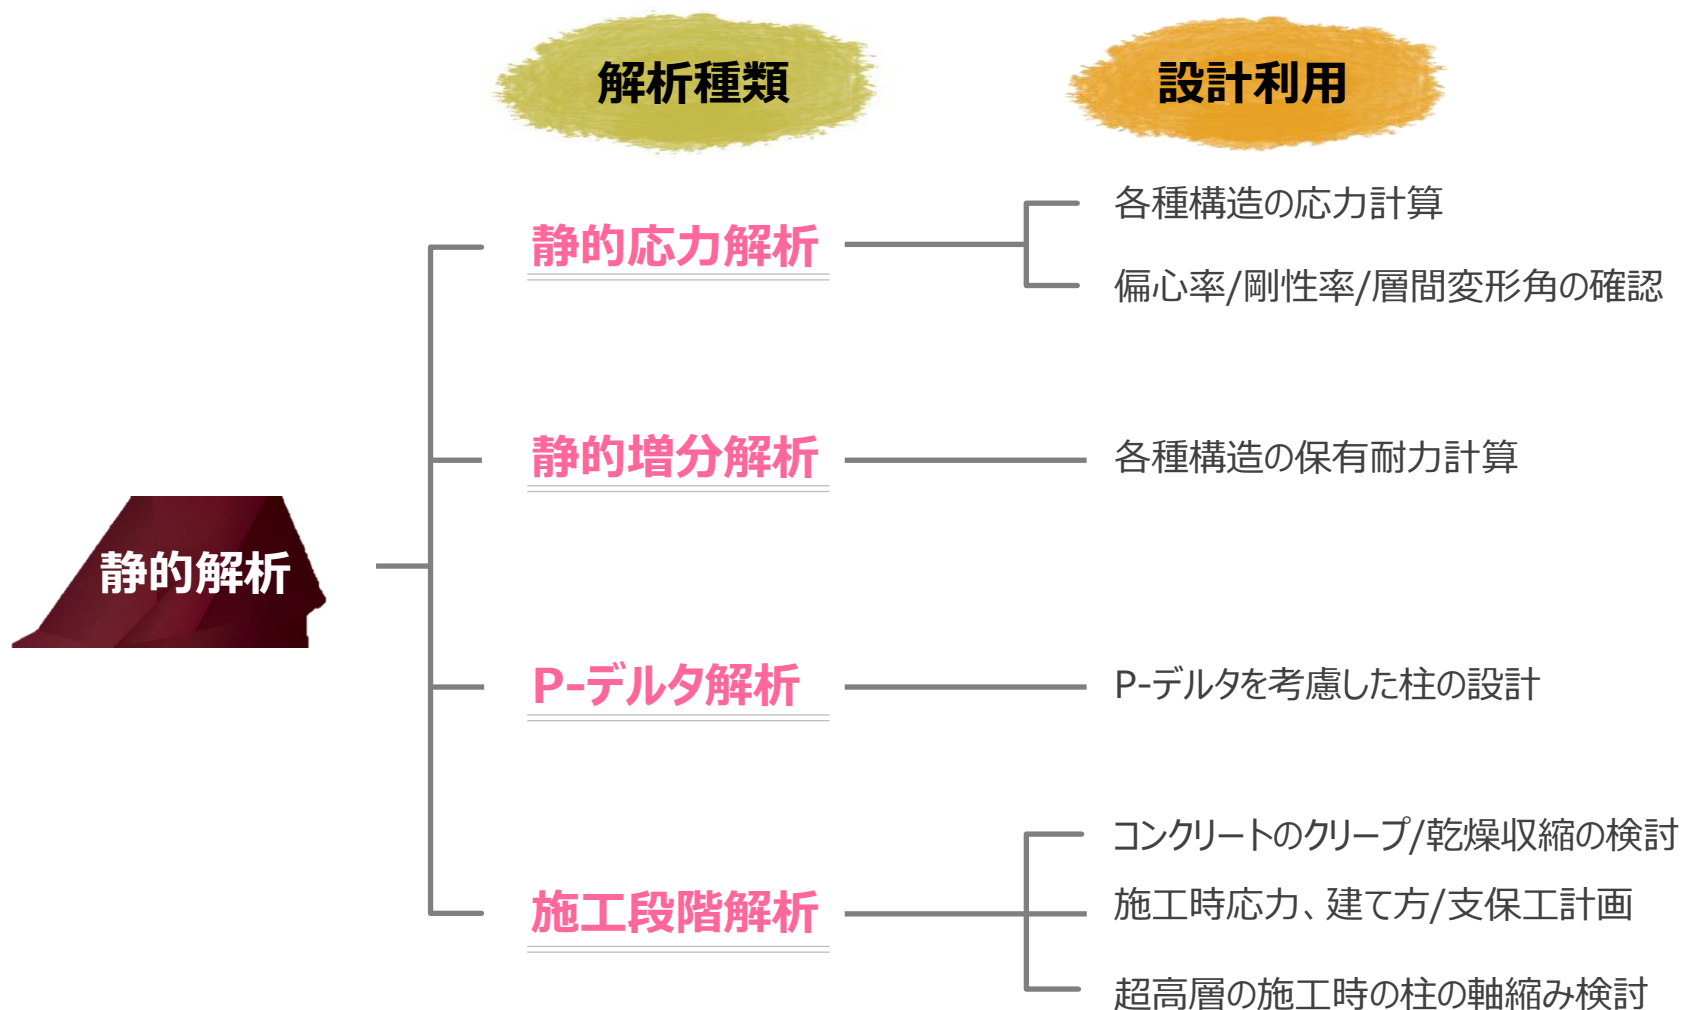 解析種類
設計利用
静的解析
静的応力解析
各種構造の応力計算
偏心率/剛性率/層間変形角の確認
静的増分解析
各種構造の保有耐力計算
P-デルタ解析
P-デルタを考慮した柱の設計
施工段階解析
コンクリートのクリープ/乾燥収縮の検討
施工時応力、建て方/支保工計画
超高層の施工時の柱の軸縮み検討